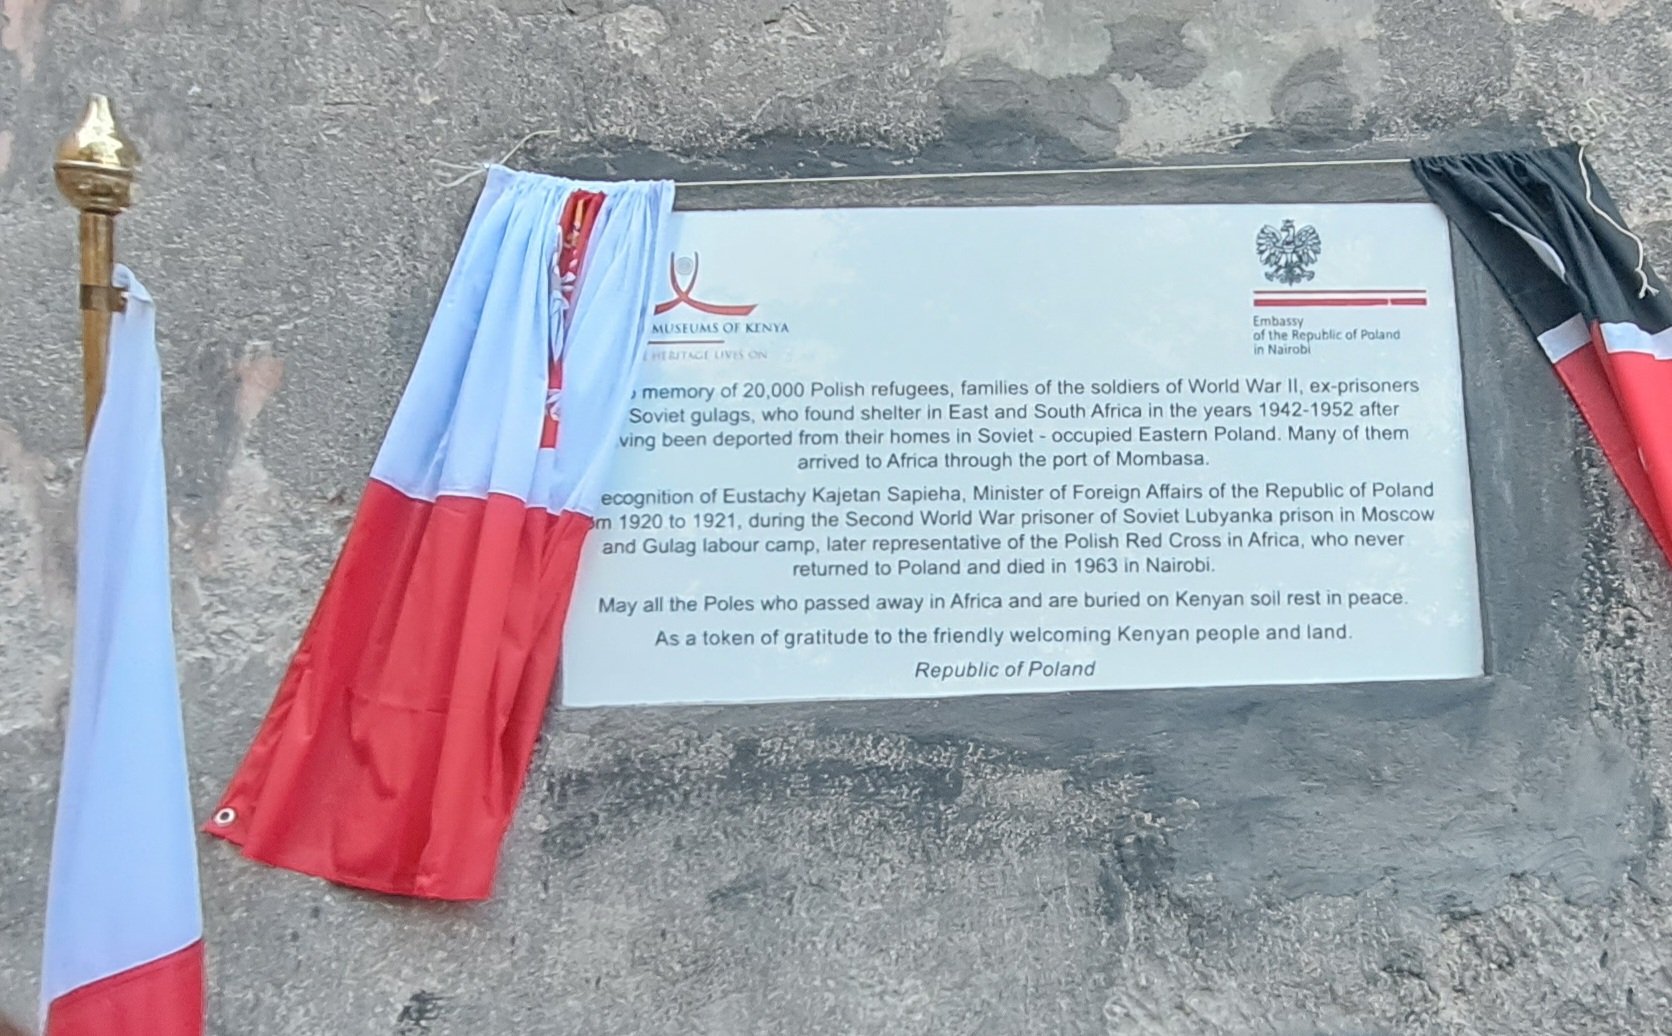 MUSEUMS OF KENYA
HERITAGE LIVES ON
Embassy
of the Republic of Poland
in Nairobi
memory of 20,000 Polish refugees, families of the soldiers of World War II, ex-prisoners
Soviet gulags, who found shelter in East and South Africa in the years 1942-1952 after
ving been deported from their homes in Soviet - occupied Eastern Poland. Many of them
arrived to Africa through the port of Mombasa.
ecognition of Eustachy Kajetan Sapieha, Minister of Foreign Affairs of the Republic of Poland
m 1920 to 1921, during the Second World War prisoner of Soviet Lubyanka prison in Moscow
and Gulag labour camp, later representative of the Polish Red Cross in Africa, who never
returned to Poland and died in 1963 in Nairobi.
May all the Poles who passed away in Africa and are buried on Kenyan soil rest in peace.
As a token of gratitude to the friendly welcoming Kenyan people and land.
Republic of Poland